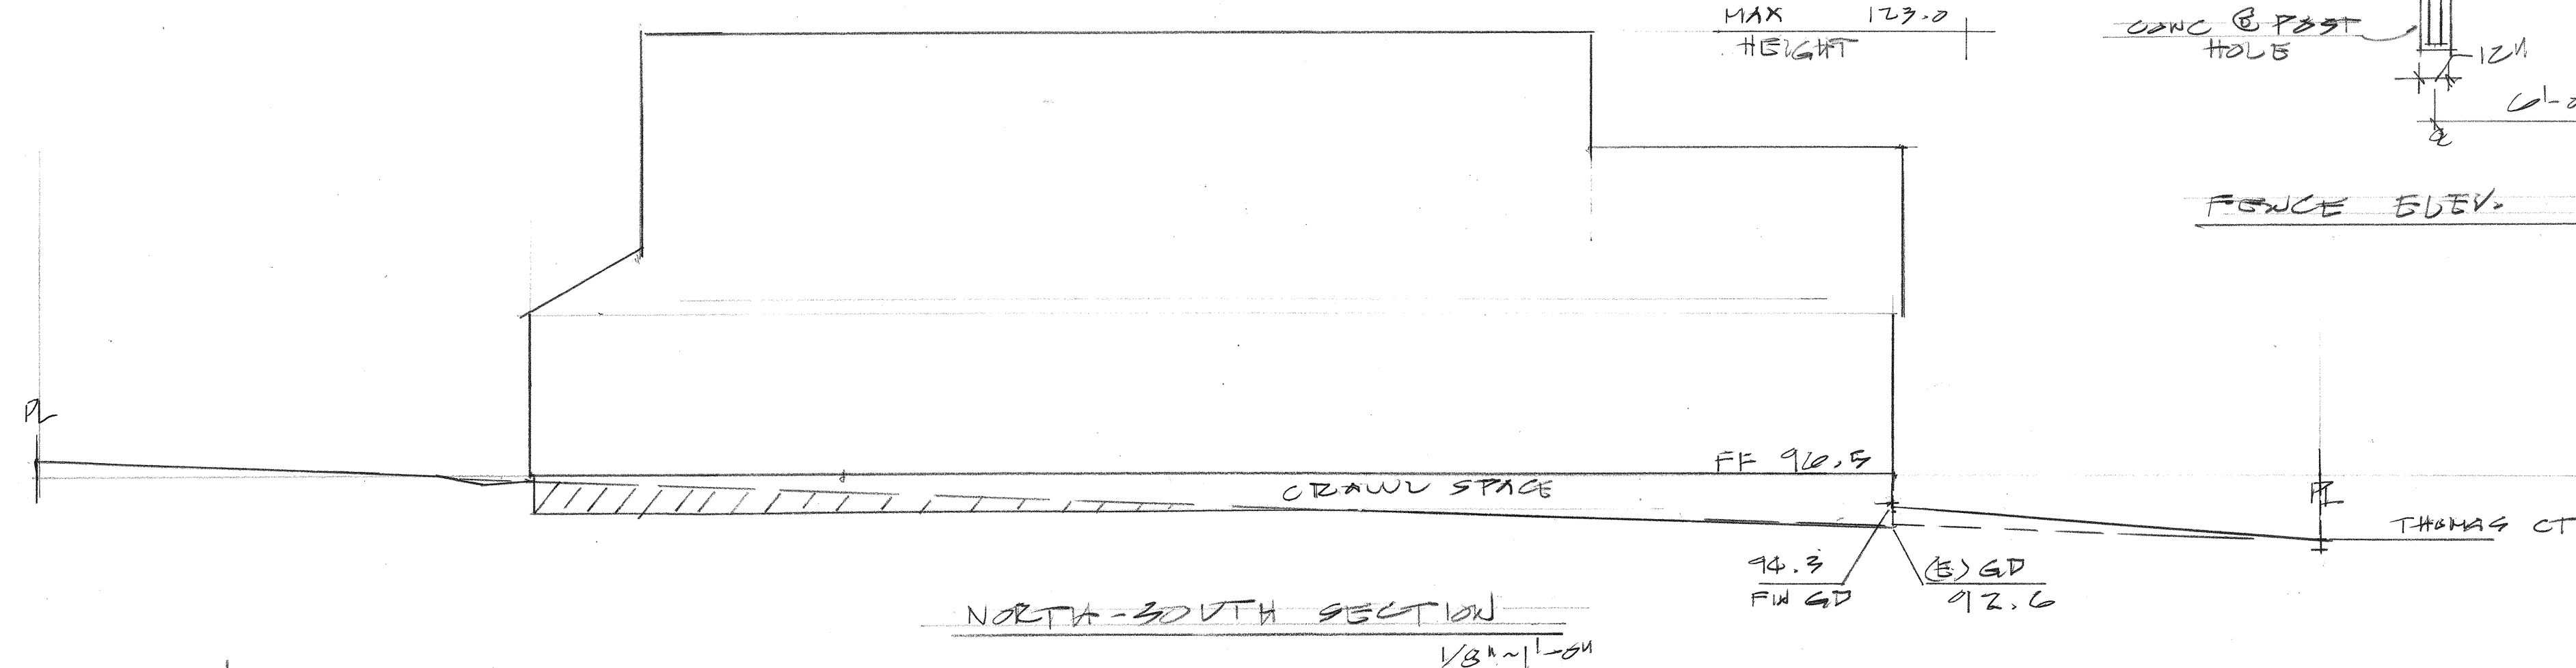 MAX 123.0
HEIGHT
CONC @ POST
HOLE
12"
FENCE ELEV.
PL
FF 96.5
CRAWL SPACE
PL
THOMAS CT
94.3
FIN GD
(E) GD
92.6
NORTH-SOUTH SECTION
1/8"~1'-0"